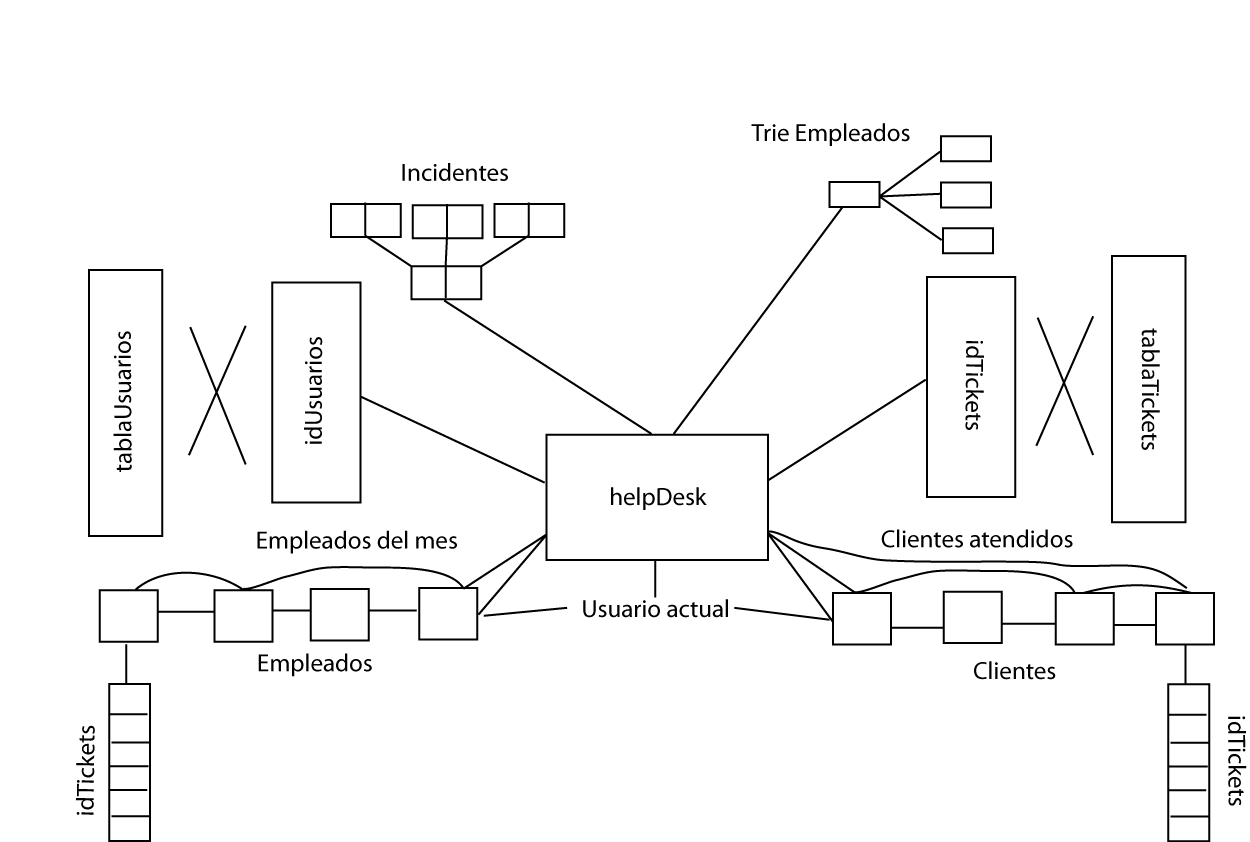 Trie Empleados
Incidentes
tablaUsuarios
idUsuarios
idTickets
tablaTickets
helpDesk
Empleados del mes
Clientes atendidos
Usuario actual
Empleados
Clientes
idTickets
idTickets